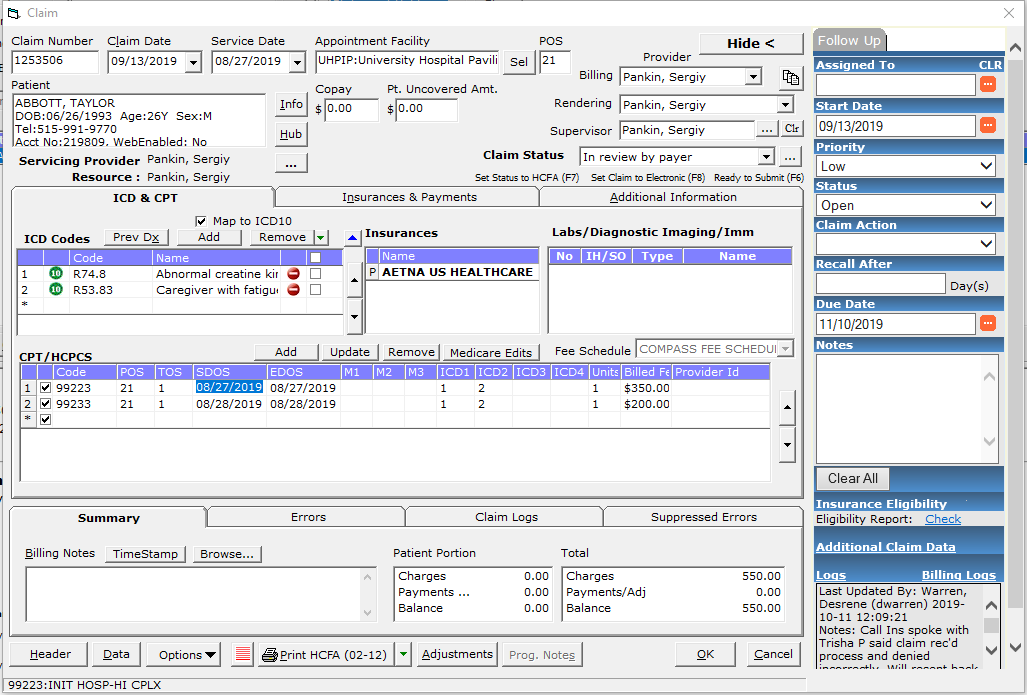 Claim
Claim Number Claim Date Service Date Appointment Facility POS Hide <
1253506 09/13/2019 08/27/2019 UHPIP:University Hospital Pavili Sel 21
Provider
Billing Pankin, Sergiy
Patient
Copay Pt. Uncovered Amt.
ABBOTT, TAYLOR
DOB:06/26/1993 Age:26Y Sex:M
Tel:515-991-9770
Acct No:219809, WebEnabled: No
Info
Hub
...
$ 0.00 $ 0.00
Rendering Pankin, Sergiy
Supervisor Pankin, Sergiy ... Clr
Servicing Provider Pankin, Sergiy
Resource : Pankin, Sergiy
Claim Status In review by payer ...
Set Status to HCFA (F7) Set Claim to Electronic (F8) Ready to Submit (F6)
ICD & CPT Insurances & Payments Additional Information
Map to ICD10
ICD Codes Prev Dx Add Remove
Code Name
1 10 R74.8 Abnormal creatine kin
2 10 R53.83 Caregiver with fatigue
*
Insurances
Name
P AETNA US HEALTHCARE
Labs/Diagnostic Imaging/Imm
No IH/SO Type Name
CPT/HCPCS Add Update Remove Medicare Edits Fee Schedule COMPASS FEE SCHEDUL
Code POS TOS SDOS EDOS M1 M2 M3 ICD1 ICD2 ICD3 ICD4 Units Billed Fe Provider Id
1 99223 21 1 08/27/2019 08/27/2019 1 2 1 $350.00
2 99233 21 1 08/28/2019 08/28/2019 1 2 1 $200.00
*
Summary Errors Claim Logs Suppressed Errors
Billing Notes TimeStamp Browse...
Patient Portion
Charges 0.00
Payments ... 0.00
Balance 0.00
Total
Charges 550.00
Payments/Adj 0.00
Balance 550.00
Header Data Options Print HCFA (02-12) Adjustments Prog. Notes OK Cancel
99223:INIT HOSP-HI CPLX
Follow Up
Assigned To CLR
...
Start Date
09/13/2019 ...
Priority
Low
Status
Open
Claim Action
Recall After
Day(s)
Due Date
11/10/2019 ...
Notes
Clear All
Insurance Eligibility
Eligibility Report: Check
Additional Claim Data
Logs Billing Logs
Last Updated By: Warren,
Desrene (dwarren) 2019-
10-11 12:09:21
Notes: Call Ins spoke with
Trisha P said claim rec'd
process and denied
incorrectly. Will recent back